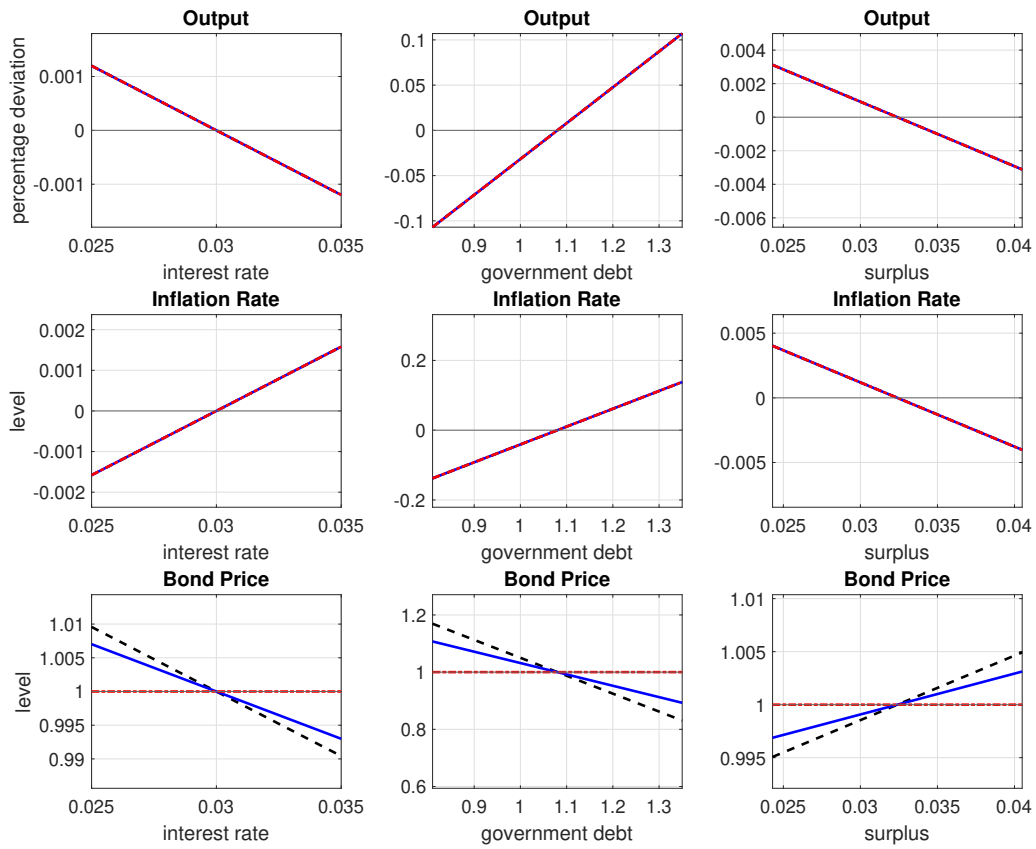 Output
Output
Output
percentage deviation
0.001
0
-0.001
0.025 0.03 0.035
interest rate
0.1
0.05
0
-0.05
-0.1
0.9 1 1.1 1.2 1.3
government debt
0.004
0.002
0
-0.002
-0.004
-0.006
0.025 0.03 0.035 0.04
surplus
Inflation Rate
Inflation Rate
Inflation Rate
level
0.002
0.001
0
-0.001
-0.002
0.025 0.03 0.035
interest rate
0.2
0
-0.2
0.9 1 1.1 1.2 1.3
government debt
0.005
0
-0.005
0.025 0.03 0.035 0.04
surplus
Bond Price
Bond Price
Bond Price
level
1.01
1.005
1
0.995
0.99
0.025 0.03 0.035
interest rate
1.2
1
0.8
0.6
0.9 1 1.1 1.2 1.3
government debt
1.01
1.005
1
0.995
0.025 0.03 0.035 0.04
surplus